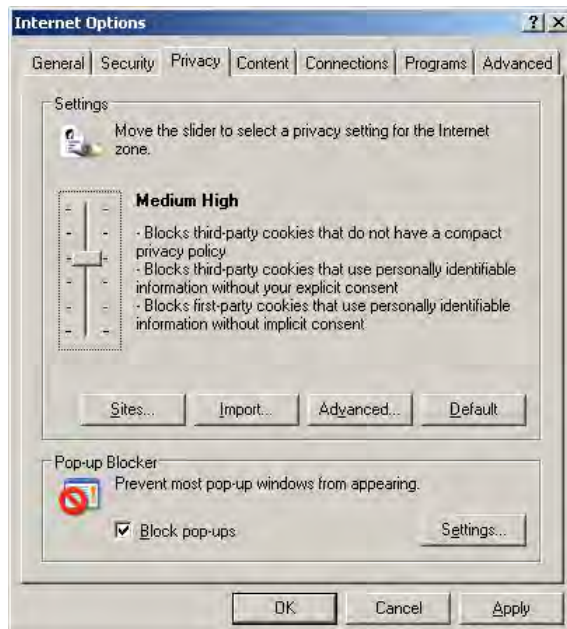 Internet Options
General Security Privacy Content Connections Programs Advanced
Settings
Move the slider to select a privacy setting for the Internet
zone.
Medium High
- Blocks third-party cookies that do not have a compact
privacy policy
- Blocks third-party cookies that use personally identifiable
information without your explicit consent
- Blocks first-party cookies that use personally identifiable
information without implicit consent
Sites... Import... Advanced... Default
Pop-up Blocker
Prevent most pop-up windows from appearing.
Block pop-ups
Settings...
OK Cancel Apply